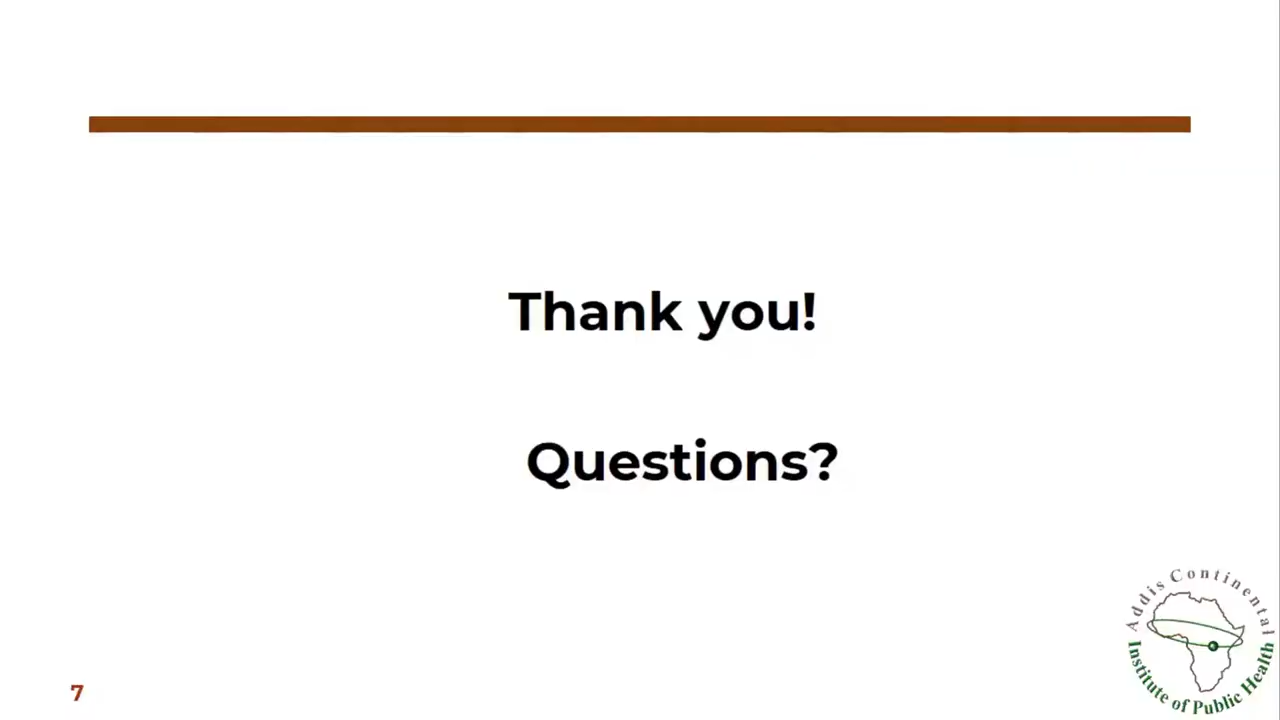 Thank you!
Questions?
7
Addis Continental
Institute of Public Health